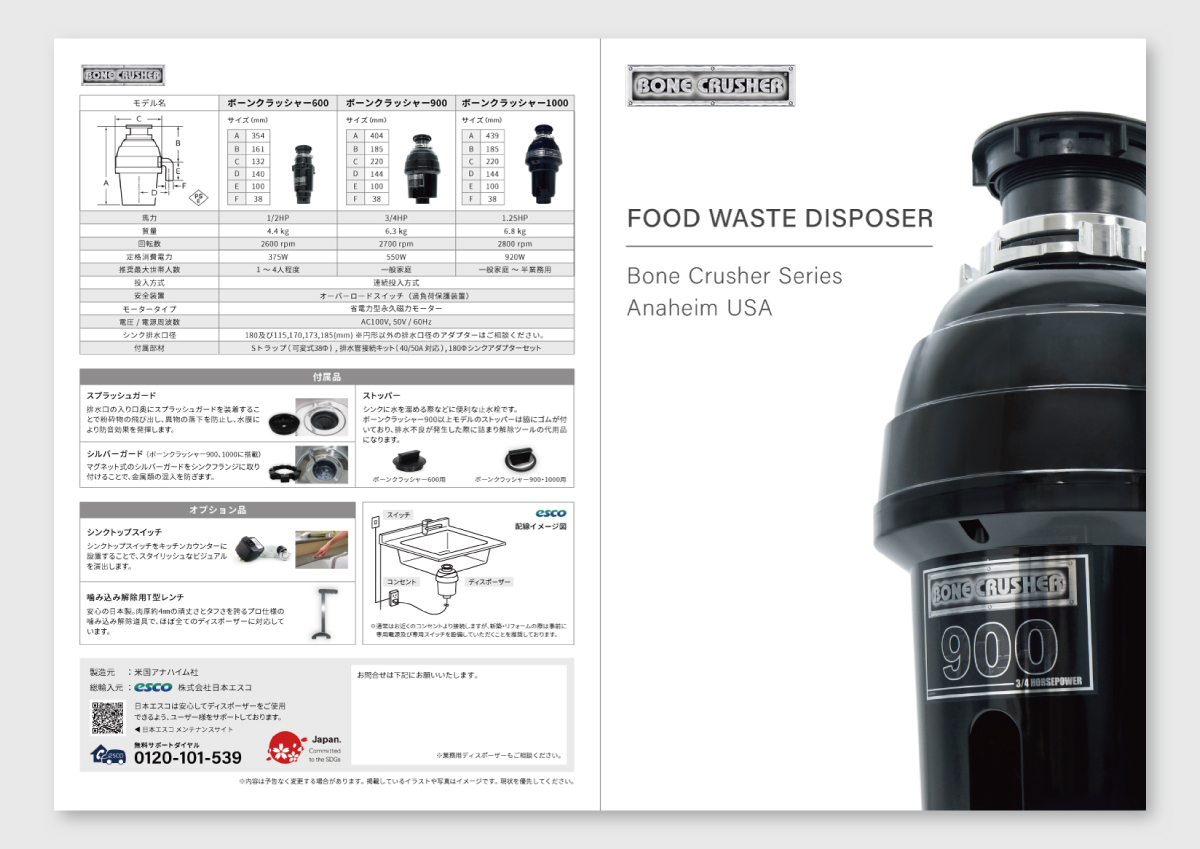 BONE CRUSHER
モデル名 ボーンクラッシャー600 ボーンクラッシャー900 ボーンクラッシャー1000
サイズ(mm) サイズ(mm) サイズ(mm)
A 354 A 404 A 439
B 161 B 185 B 185
C 132 C 220 C 220
D 140 D 144 D 144
E 100 E 100 E 100
F 38 F 38 F 38
C
B
A
E
D
F
PS
E
馬力 1/2HP 3/4HP 1.25HP
質量 4.4 kg 6.3 kg 6.8 kg
回転数 2600 rpm 2700 rpm 2800 rpm
定格消費電力 375W 550W 920W
推奨最大世帯人数 1 〜 4人程度 一般家庭 一般家庭 〜 半業務用
投入方式 連続投入方式
安全装置 オーバーロードスイッチ(過負荷保護装置)
モータータイプ 省電力型永久磁力モーター
電圧 / 電源周波数 AC100V, 50V / 60Hz
シンク排水口径 180及び115,170,173,185(mm) ※円形以外の排水口径のアダプターはご相談ください。
付属部材 Sトラップ(可変式38Φ) , 排水管接続キット(40/50A 対応) , 180Φシンクアダプターセット
付属品
スプラッシュガード
排水口の入り口奥にスプラッシュガードを装着するこ
とで粉砕物の飛び出し、異物の落下を防止し、水膜に
より防音効果を発揮します。
シルバーガード (ボーンクラッシャー900、1000に搭載)
マグネット式のシルバーガードをシンクフランジに取り
付けることで、金属類の混入を防ぎます。
ストッパー
シンクに水を溜める際などに便利な止水栓です。
ボーンクラッシャー900以上モデルのストッパーは脇にゴムが付
いており、排水不良が発生した際に詰まり解除ツールの代用品
になります。
ボーンクラッシャー600用 ボーンクラッシャー900・1000用
オプション品
シンクトップスイッチ
シンクトップスイッチをキッチンカウンターに
設置することで、スタイリッシュなビジュアル
を演出します。
噛み込み解除用T型レンチ
安心の日本製。肉厚約4mmの頑丈さとタフさを誇るプロ仕様の
噛み込み解除道具で、ほぼ全てのディスポーザーに対応して
います。
スイッチ
esco
配線イメージ図
コンセント
ディスポーザー
※通常はお近くのコンセントより接続しますが、新築・リフォームの際は事前に
専用電源及び専用スイッチを設備していただくことを推奨しております。
製造元 :米国アナハイム社
総輸入元 : esco 株式会社日本エスコ
日本エスコは安心してディスポーザーをご使用
できるよう、ユーザー様をサポートしております。
◀ 日本エスコ メンテナンスサイト
esco
無料サポートダイヤル
0120-101-539
Japan.
Committed
to the SDGs
お問合せは下記にお願いいたします。
※業務用ディスポーザーもご相談ください。
※内容は予告なく変更する場合があります。掲載しているイラストや写真はイメージです。現状を優先してください。
BONE CRUSHER
FOOD WASTE DISPOSER
Bone Crusher Series
Anaheim USA
BONE CRUSHER
900
3/4 HORSEPOWER